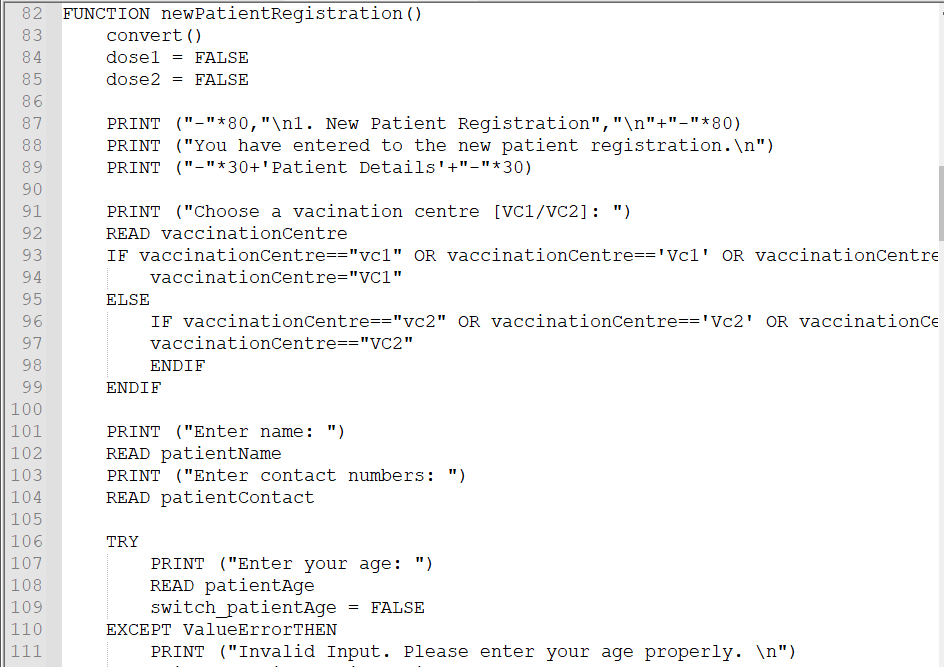 82 FUNCTION newPatientRegistration()
83 convert()
84 dose1 = FALSE
85 dose2 = FALSE
86
87 PRINT ("-"*80,"\n1. New Patient Registration","\n"+"-"*80)
88 PRINT ("You have entered to the new patient registration.\n")
89 PRINT ("-"*30+'Patient Details'+"-"*30)
90
91 PRINT ("Choose a vacination centre [VC1/VC2]: ")
92 READ vaccinationCentre
93 IF vaccinationCentre=="vc1" OR vaccinationCentre=='Vc1' OR vaccinationCentre
94 vaccinationCentre="VC1"
95 ELSE
96 IF vaccinationCentre=="vc2" OR vaccinationCentre=='Vc2' OR vaccinationCe
97 vaccinationCentre=="VC2"
98 ENDIF
99 ENDIF
100
101 PRINT ("Enter name: ")
102 READ patientName
103 PRINT ("Enter contact numbers: ")
104 READ patientContact
105
106 TRY
107 PRINT ("Enter your age: ")
108 READ patientAge
109 switch_patientAge = FALSE
110 EXCEPT ValueErrorTHEN
111 PRINT ("Invalid Input. Please enter your age properly. \n")